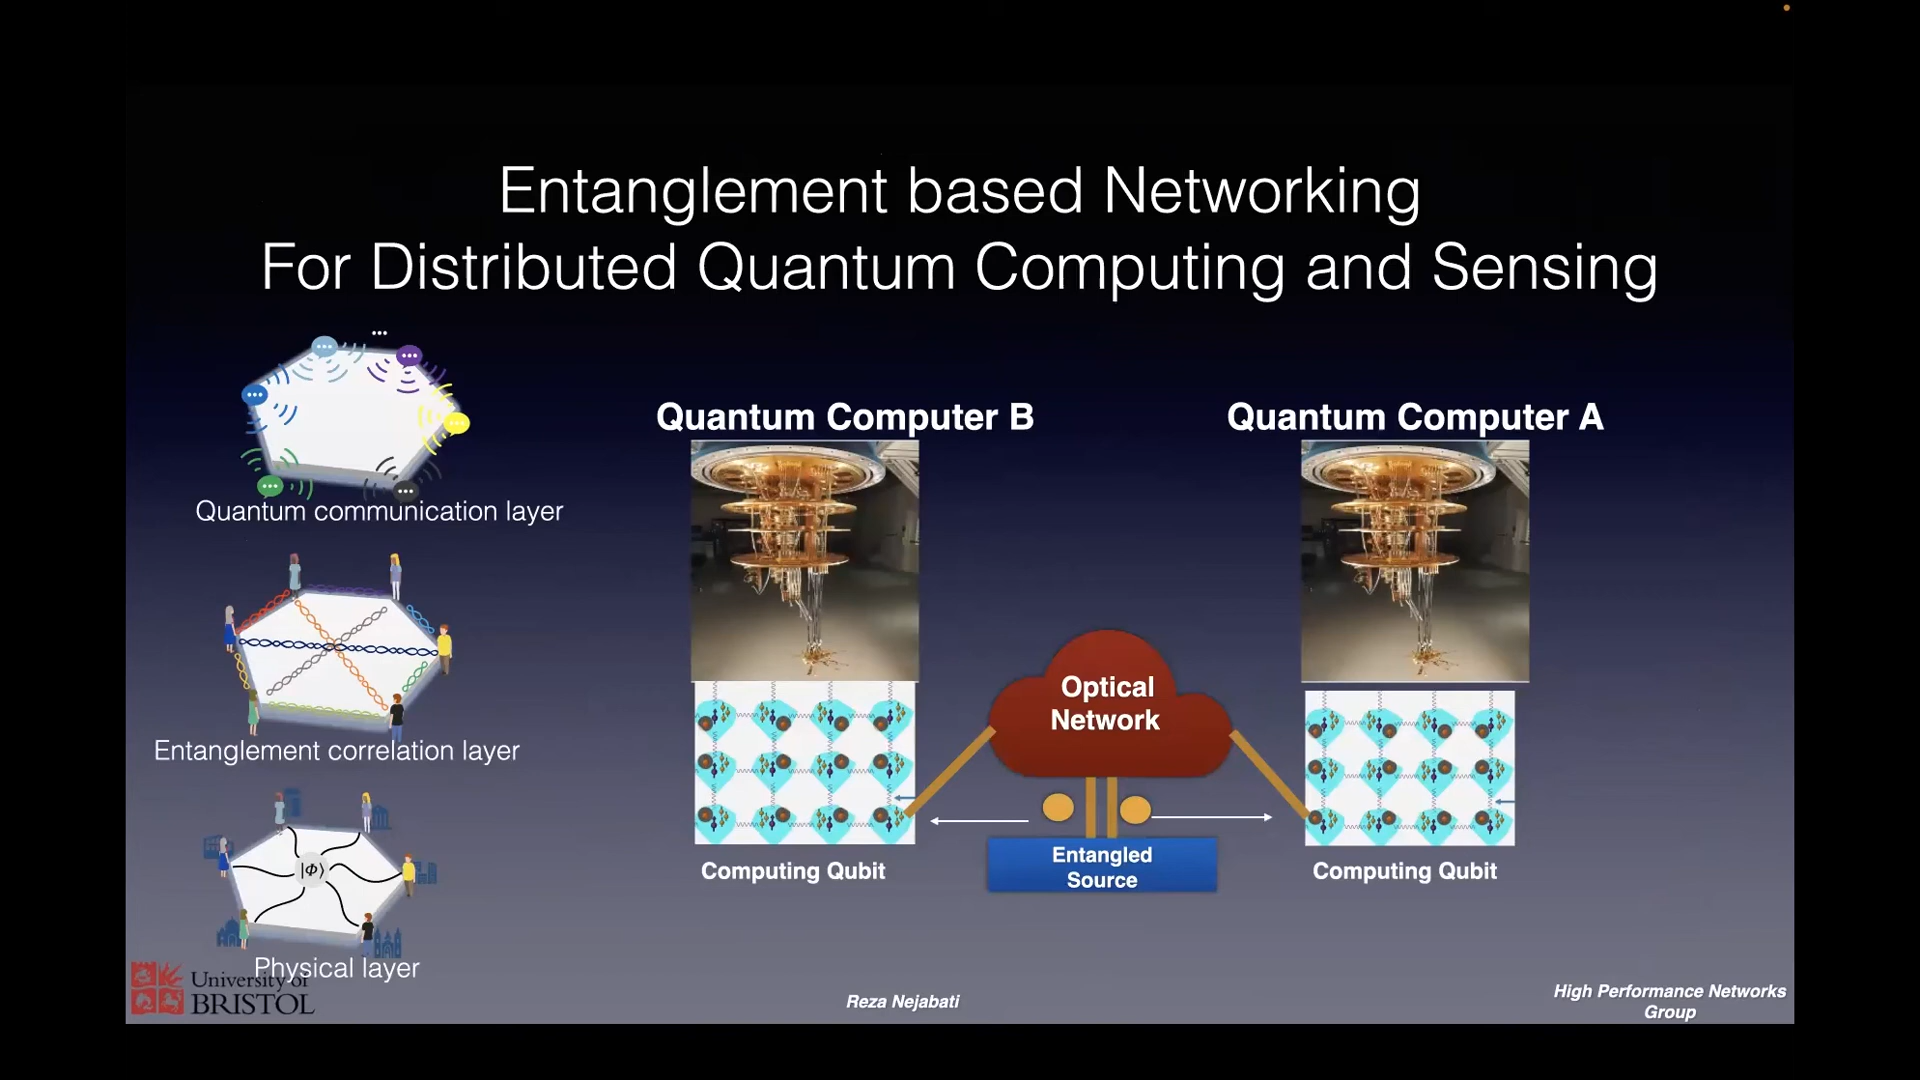 Entanglement based Networking
For Distributed Quantum Computing and Sensing
Quantum communication layer
Entanglement correlation layer
|Φ⟩
Physical layer
Quantum Computer B
Quantum Computer A
Optical
Network
Computing Qubit
Entangled
Source
Computing Qubit
University of
BRISTOL
Reza Nejabati
High Performance Networks
Group